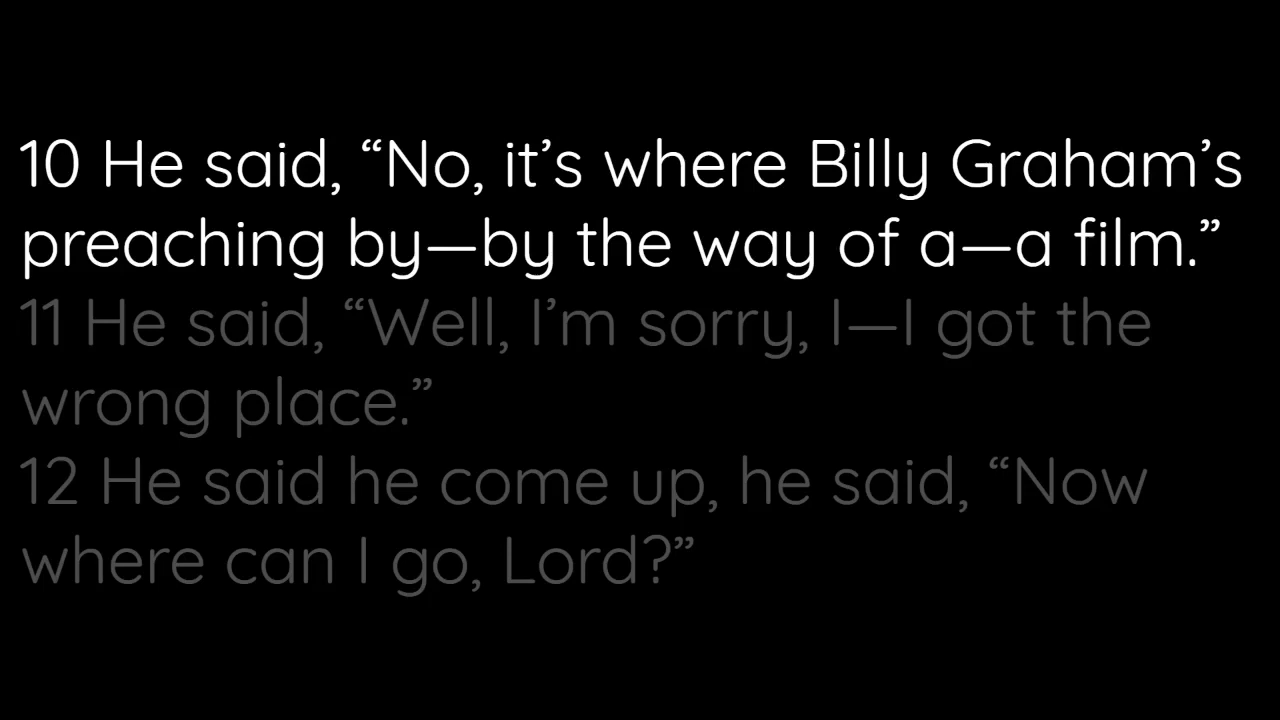 10 He said, “No, it’s where Billy Graham’s
preaching by—by the way of a—a film.”
11 He said, “Well, I’m sorry, I—I got the
wrong place.”
12 He said he come up, he said, “Now
where can I go, Lord?”